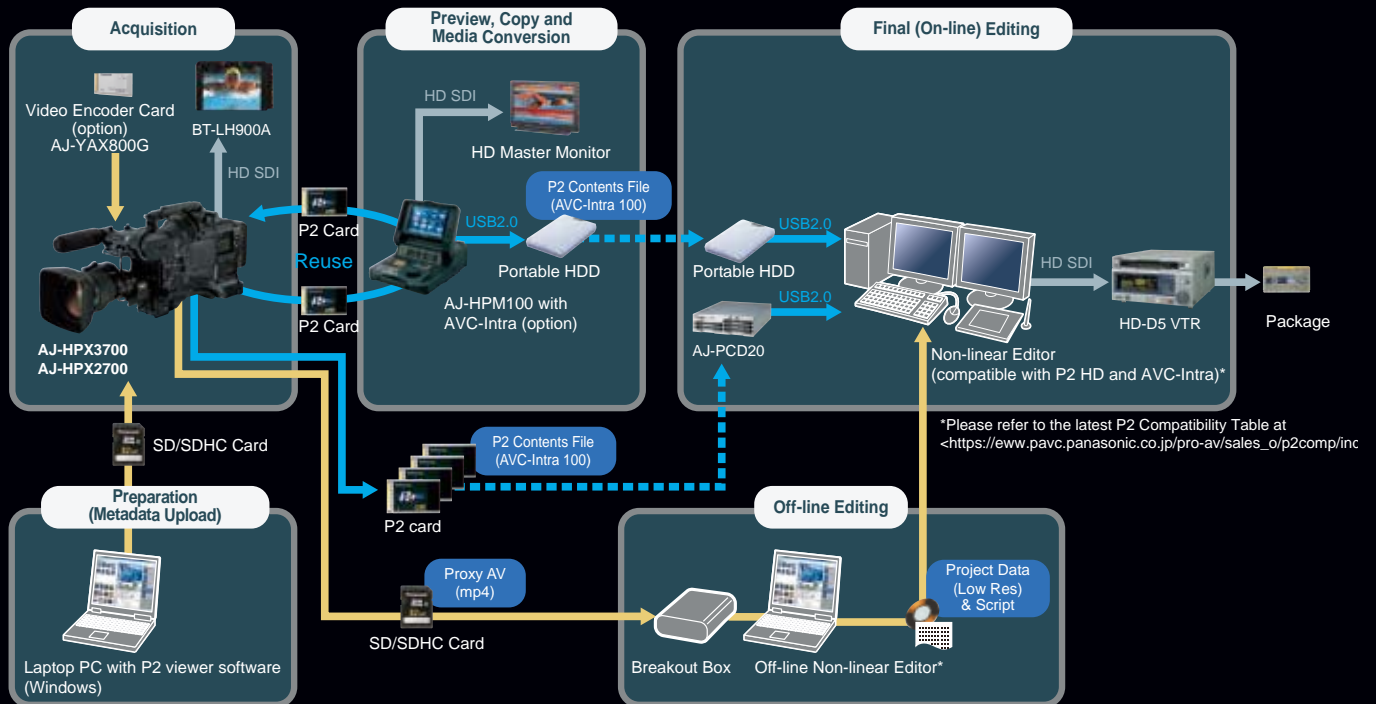 Acquisition
Video Encoder Card
(option)
AJ-YAX800G
BT-LH900A
HD SDI
AJ-HPX3700
AJ-HPX2700
P2 Card
Reuse
P2 Card
Preview, Copy and
Media Conversion
HD SDI
HD Master Monitor
USB2.0
P2 Contents File
(AVC-Intra 100)
Portable HDD
AJ-HPM100 with
AVC-Intra (option)
Final (On-line) Editing
USB2.0
Portable HDD
USB2.0
AJ-PCD20
Non-linear Editor
(compatible with P2 HD and AVC-Intra)*
HD SDI
HD-D5 VTR
Package
*Please refer to the latest P2 Compatibility Table at
<https://eww.pavc.panasonic.co.jp/pro-av/sales_o/p2comp/inc
SD/SDHC Card
P2 Contents File
(AVC-Intra 100)
P2 card
Preparation
(Metadata Upload)
Laptop PC with P2 viewer software
(Windows)
Proxy AV
(mp4)
SD/SDHC Card
Off-line Editing
Project Data
(Low Res)
& Script
Breakout Box
Off-line Non-linear Editor*